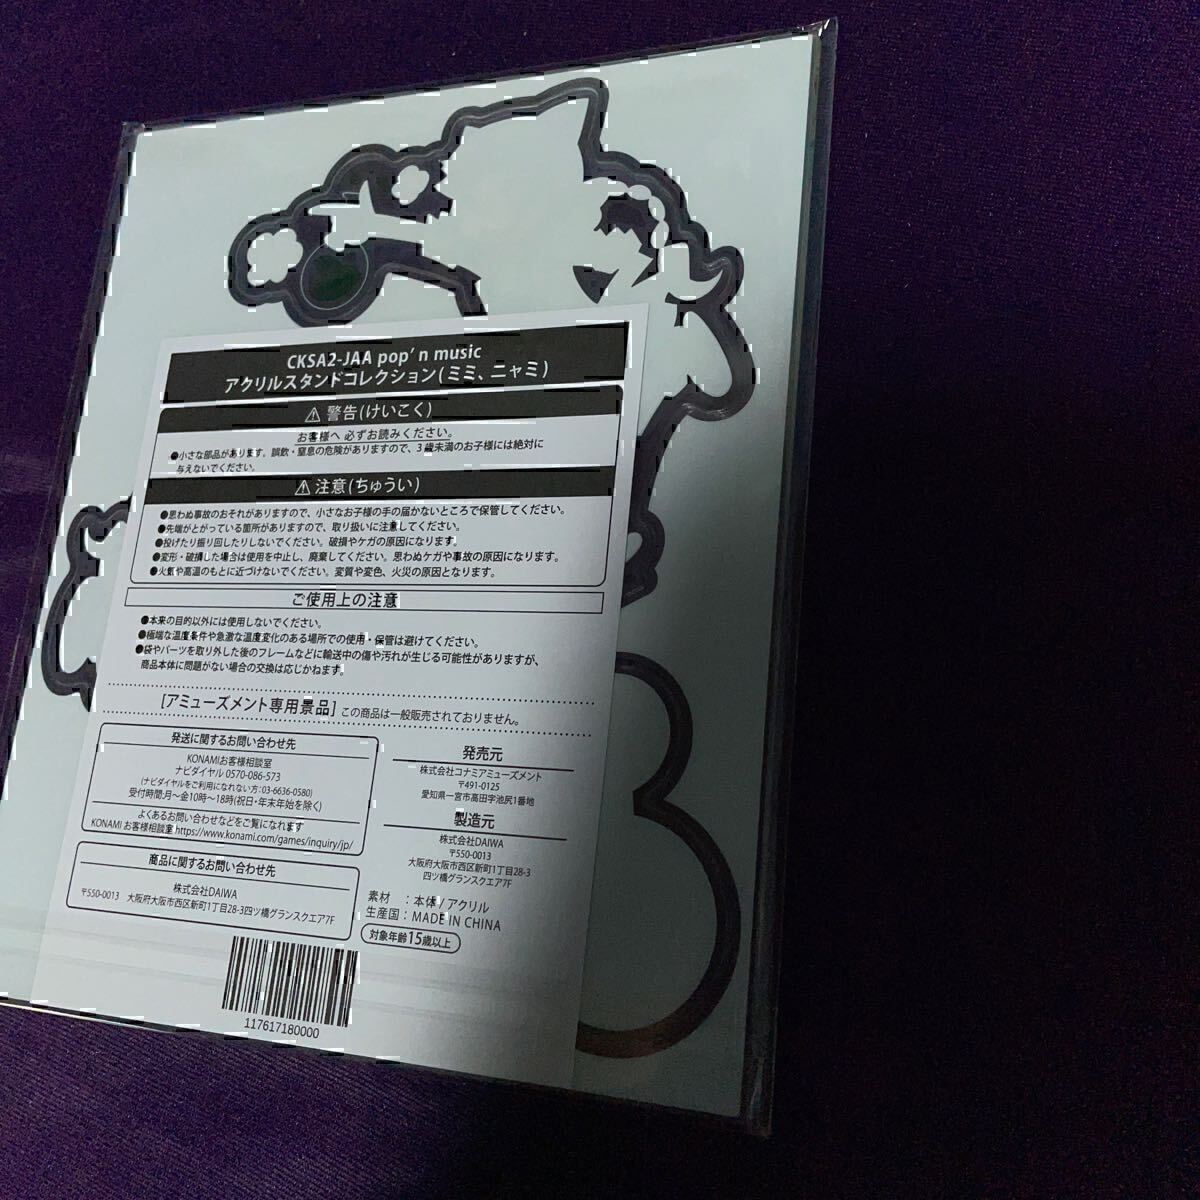 CKSA2-JAA pop'n music
アクリルスタンドコレクション(ミミ、ニャミ)
⚠ 警告(けいこく)
お客様へ 必ずお読みください。
●小さな部品があります。誤飲・窒息の危険がありますので、3歳未満のお子様には絶対に
与えないでください。
⚠ 注意(ちゅうい)
●思わぬ事故のおそれがありますので、小さなお子様の手の届かないところで保管してください。
●先端がとがっている箇所がありますので、取り扱いに注意してください。
●投げたり振り回したりしないでください。破損やケガの原因になります。
●変形・破損した場合は使用を中止し、廃棄してください。思わぬケガや事故の原因になります。
●火気や高温のもとに近づけないでください。変質や変色、火災の原因となります。
ご使用上の注意
●本来の目的以外には使用しないでください。
●極端な温度条件や急激な温度変化のある場所での使用・保管は避けてください。
●袋やパーツを取り外した後のフレームなどに輸送中の傷や汚れが生じる可能性がありますが、
商品本体に問題がない場合の交換は応じかねます。
[アミューズメント専用景品] この商品は一般販売されておりません。
発送に関するお問い合わせ先
KONAMIお客様相談室
ナビダイヤル 0570-086-573
(ナビダイヤルをご利用になれない方:03-6636-0580)
受付時間:月〜金10時〜18時(祝日・年末年始を除く)
よくあるお問い合わせなどをご覧になれます
KONAMI お客様相談室 https://www.konami.com/games/inquiry/jp/
商品に関するお問い合わせ先
株式会社DAIWA
〒550-0013 大阪府大阪市西区新町1丁目28-3四ツ橋グランスクエア7F
発売元
株式会社コナミアミューズメント
〒491-0125
愛知県一宮市高田字池尻1番地
製造元
株式会社DAIWA
〒550-0013
大阪府大阪市西区新町1丁目28-3
四ツ橋グランスクエア7F
素材 :本体/アクリル
生産国:MADE IN CHINA
対象年齢15歳以上
117617180000